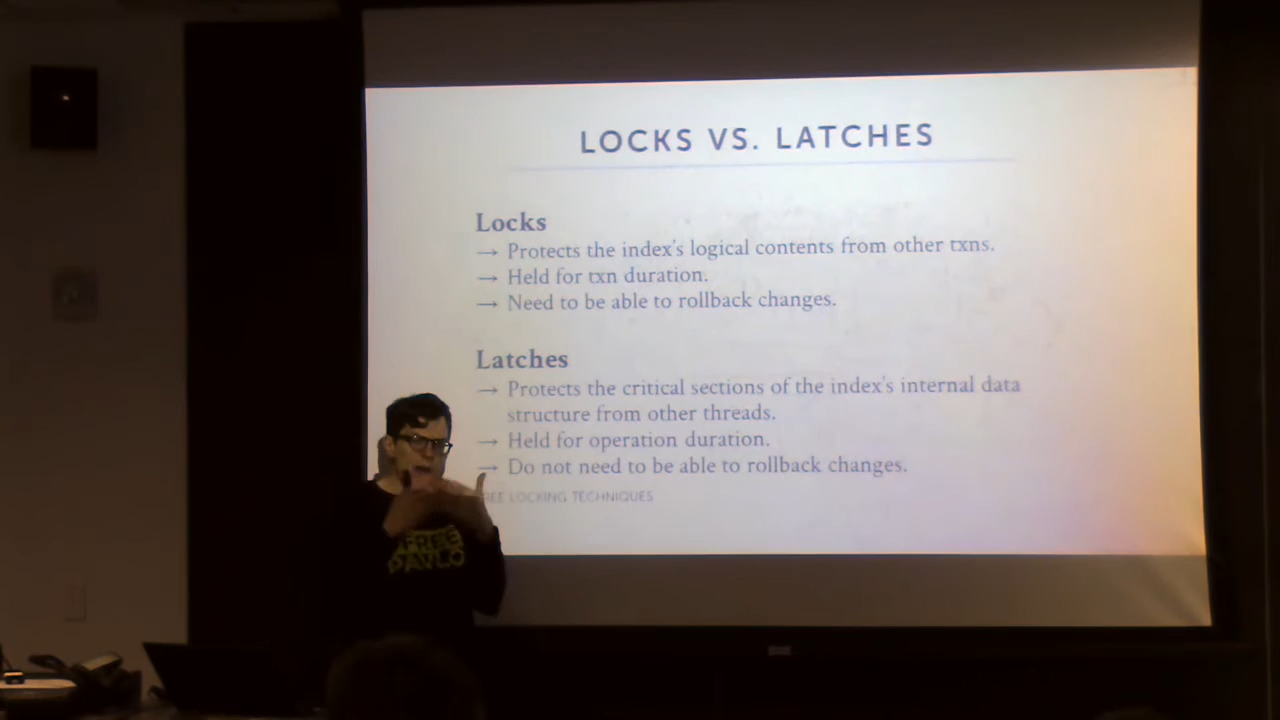 LOCKS VS. LATCHES
Locks
→ Protects the index's logical contents from other txns.
→ Held for txn duration.
→ Need to be able to rollback changes.
Latches
→ Protects the critical sections of the index's internal data
structure from other threads.
→ Held for operation duration.
→ Do not need to be able to rollback changes.
LOCKING TECHNIQUES
FREE
PAVLO